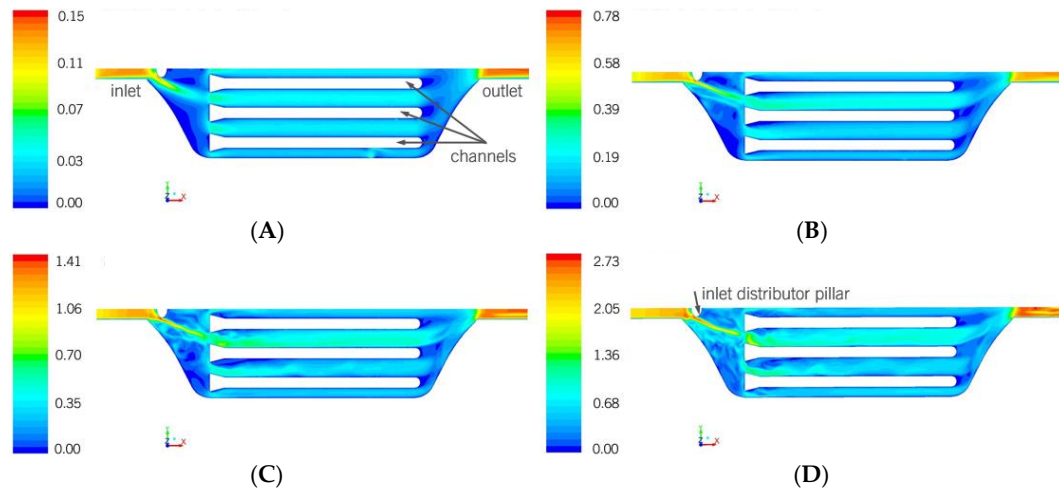 0.15
0.11
0.07
0.03
0.00
inlet
outlet
channels
Y
Z
X
(A)
0.78
0.58
0.39
0.19
0.00
Y
Z
X
(B)
1.41
1.06
0.70
0.35
0.00
Y
Z
X
(C)
2.73
2.05
1.36
0.68
0.00
inlet distributor pillar
Y
Z
X
(D)